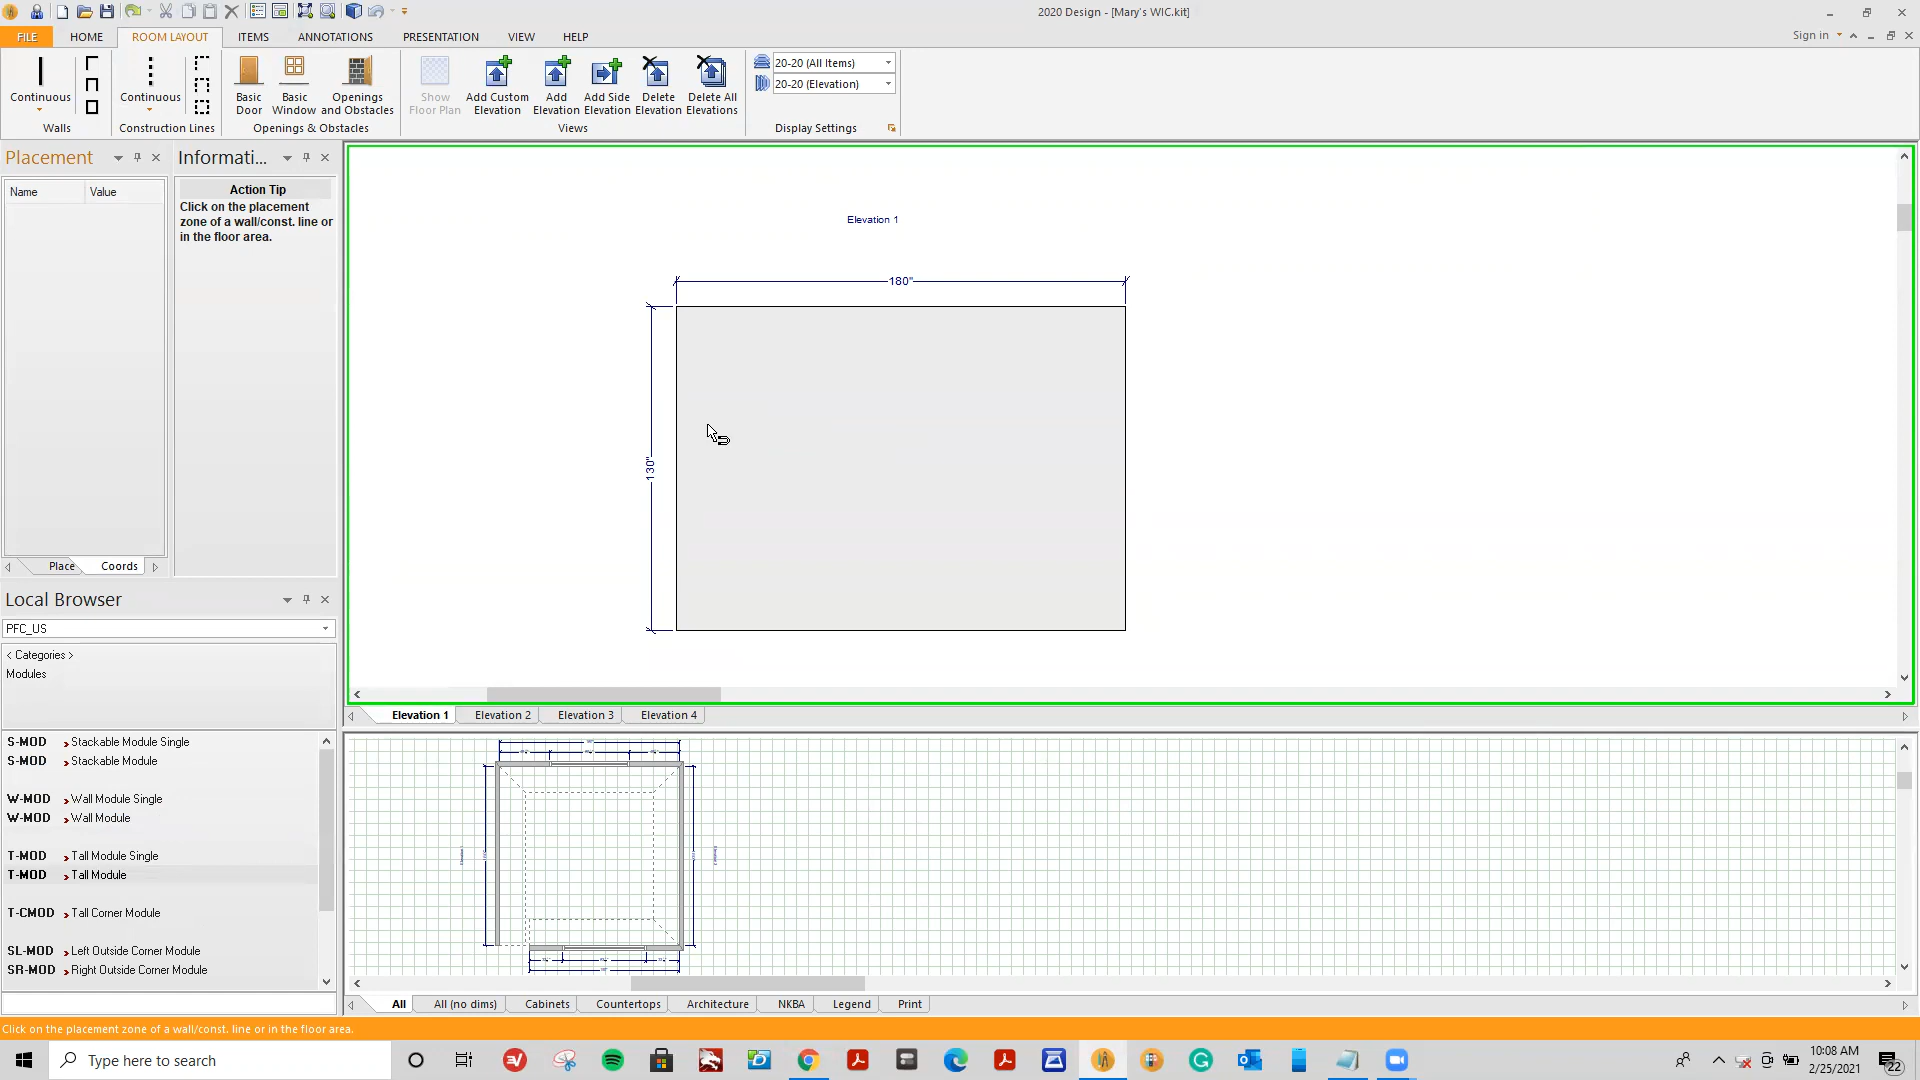 2020 Design - [Mary's WIC.kit]
FILE HOME ROOM LAYOUT ITEMS ANNOTATIONS PRESENTATION VIEW HELP
Sign in
Continuous
Walls
Continuous
Construction Lines
Basic Door
Basic Window
Openings and Obstacles
Openings & Obstacles
Show Floor Plan
Add Custom Elevation
Add Elevation
Add Side Elevation
Delete Elevation
Delete All Elevations
Views
20-20 (All Items)
20-20 (Elevation)
Display Settings
Placement
Name Value
Place Coords
Informati...
Action Tip
Click on the placement
zone of a wall/const. line or
in the floor area.
Elevation 1
180"
130"
Elevation 1 Elevation 2 Elevation 3 Elevation 4
Local Browser
PFC_US
< Categories >
Modules
S-MOD Stackable Module Single
S-MOD Stackable Module
W-MOD Wall Module Single
W-MOD Wall Module
T-MOD Tall Module Single
T-MOD Tall Module
T-CMOD Tall Corner Module
SL-MOD Left Outside Corner Module
SR-MOD Right Outside Corner Module
All All (no dims) Cabinets Countertops Architecture NKBA Legend Print
Click on the placement zone of a wall/const. line or in the floor area.
Type here to search
10:08 AM
2/25/2021
22